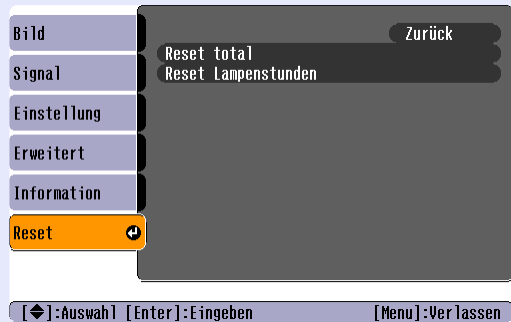 Bild
Signal
Einstellung
Erweitert
Information
Reset
Zurück
Reset total
Reset Lampenstunden
[◆]:Auswahl [Enter]:Eingeben [Menu]:Verlassen